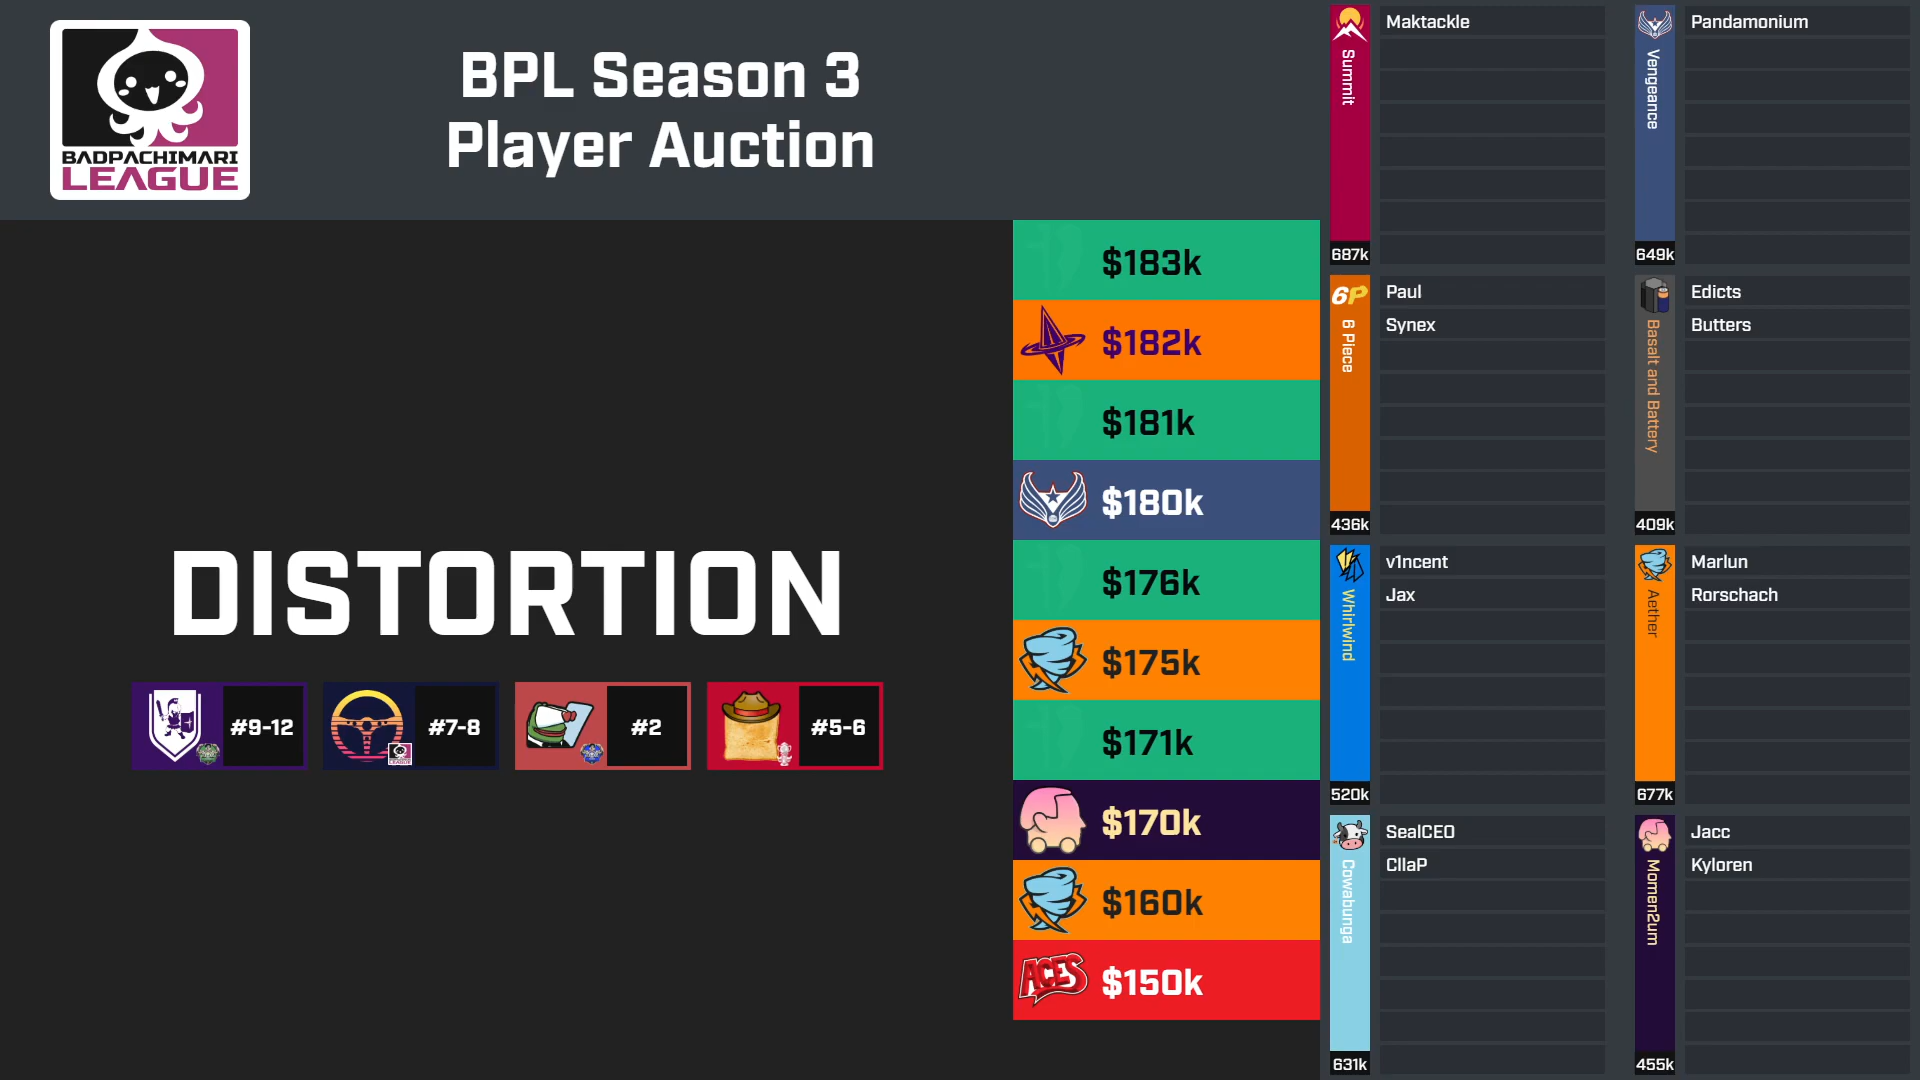 BADPACHIMARI
LEAGUE
BPL Season 3
Player Auction
DISTORTION
#9-12
#7-8
#2
#5-6
$183k
$182k
$181k
$180k
$176k
$175k
$171k
$170k
$160k
ACES
$150k
Summit
687k
Maktackle
Vengeance
649k
Pandamonium
6P
6 Piece
436k
Paul
Synex
Basalt and Battery
409k
Edicts
Butters
Whirlwind
520k
v1ncent
Jax
Aether
677k
Marlun
Rorschach
Cowabunga
631k
SealCEO
CllaP
Momen2um
455k
Jacc
Kyloren